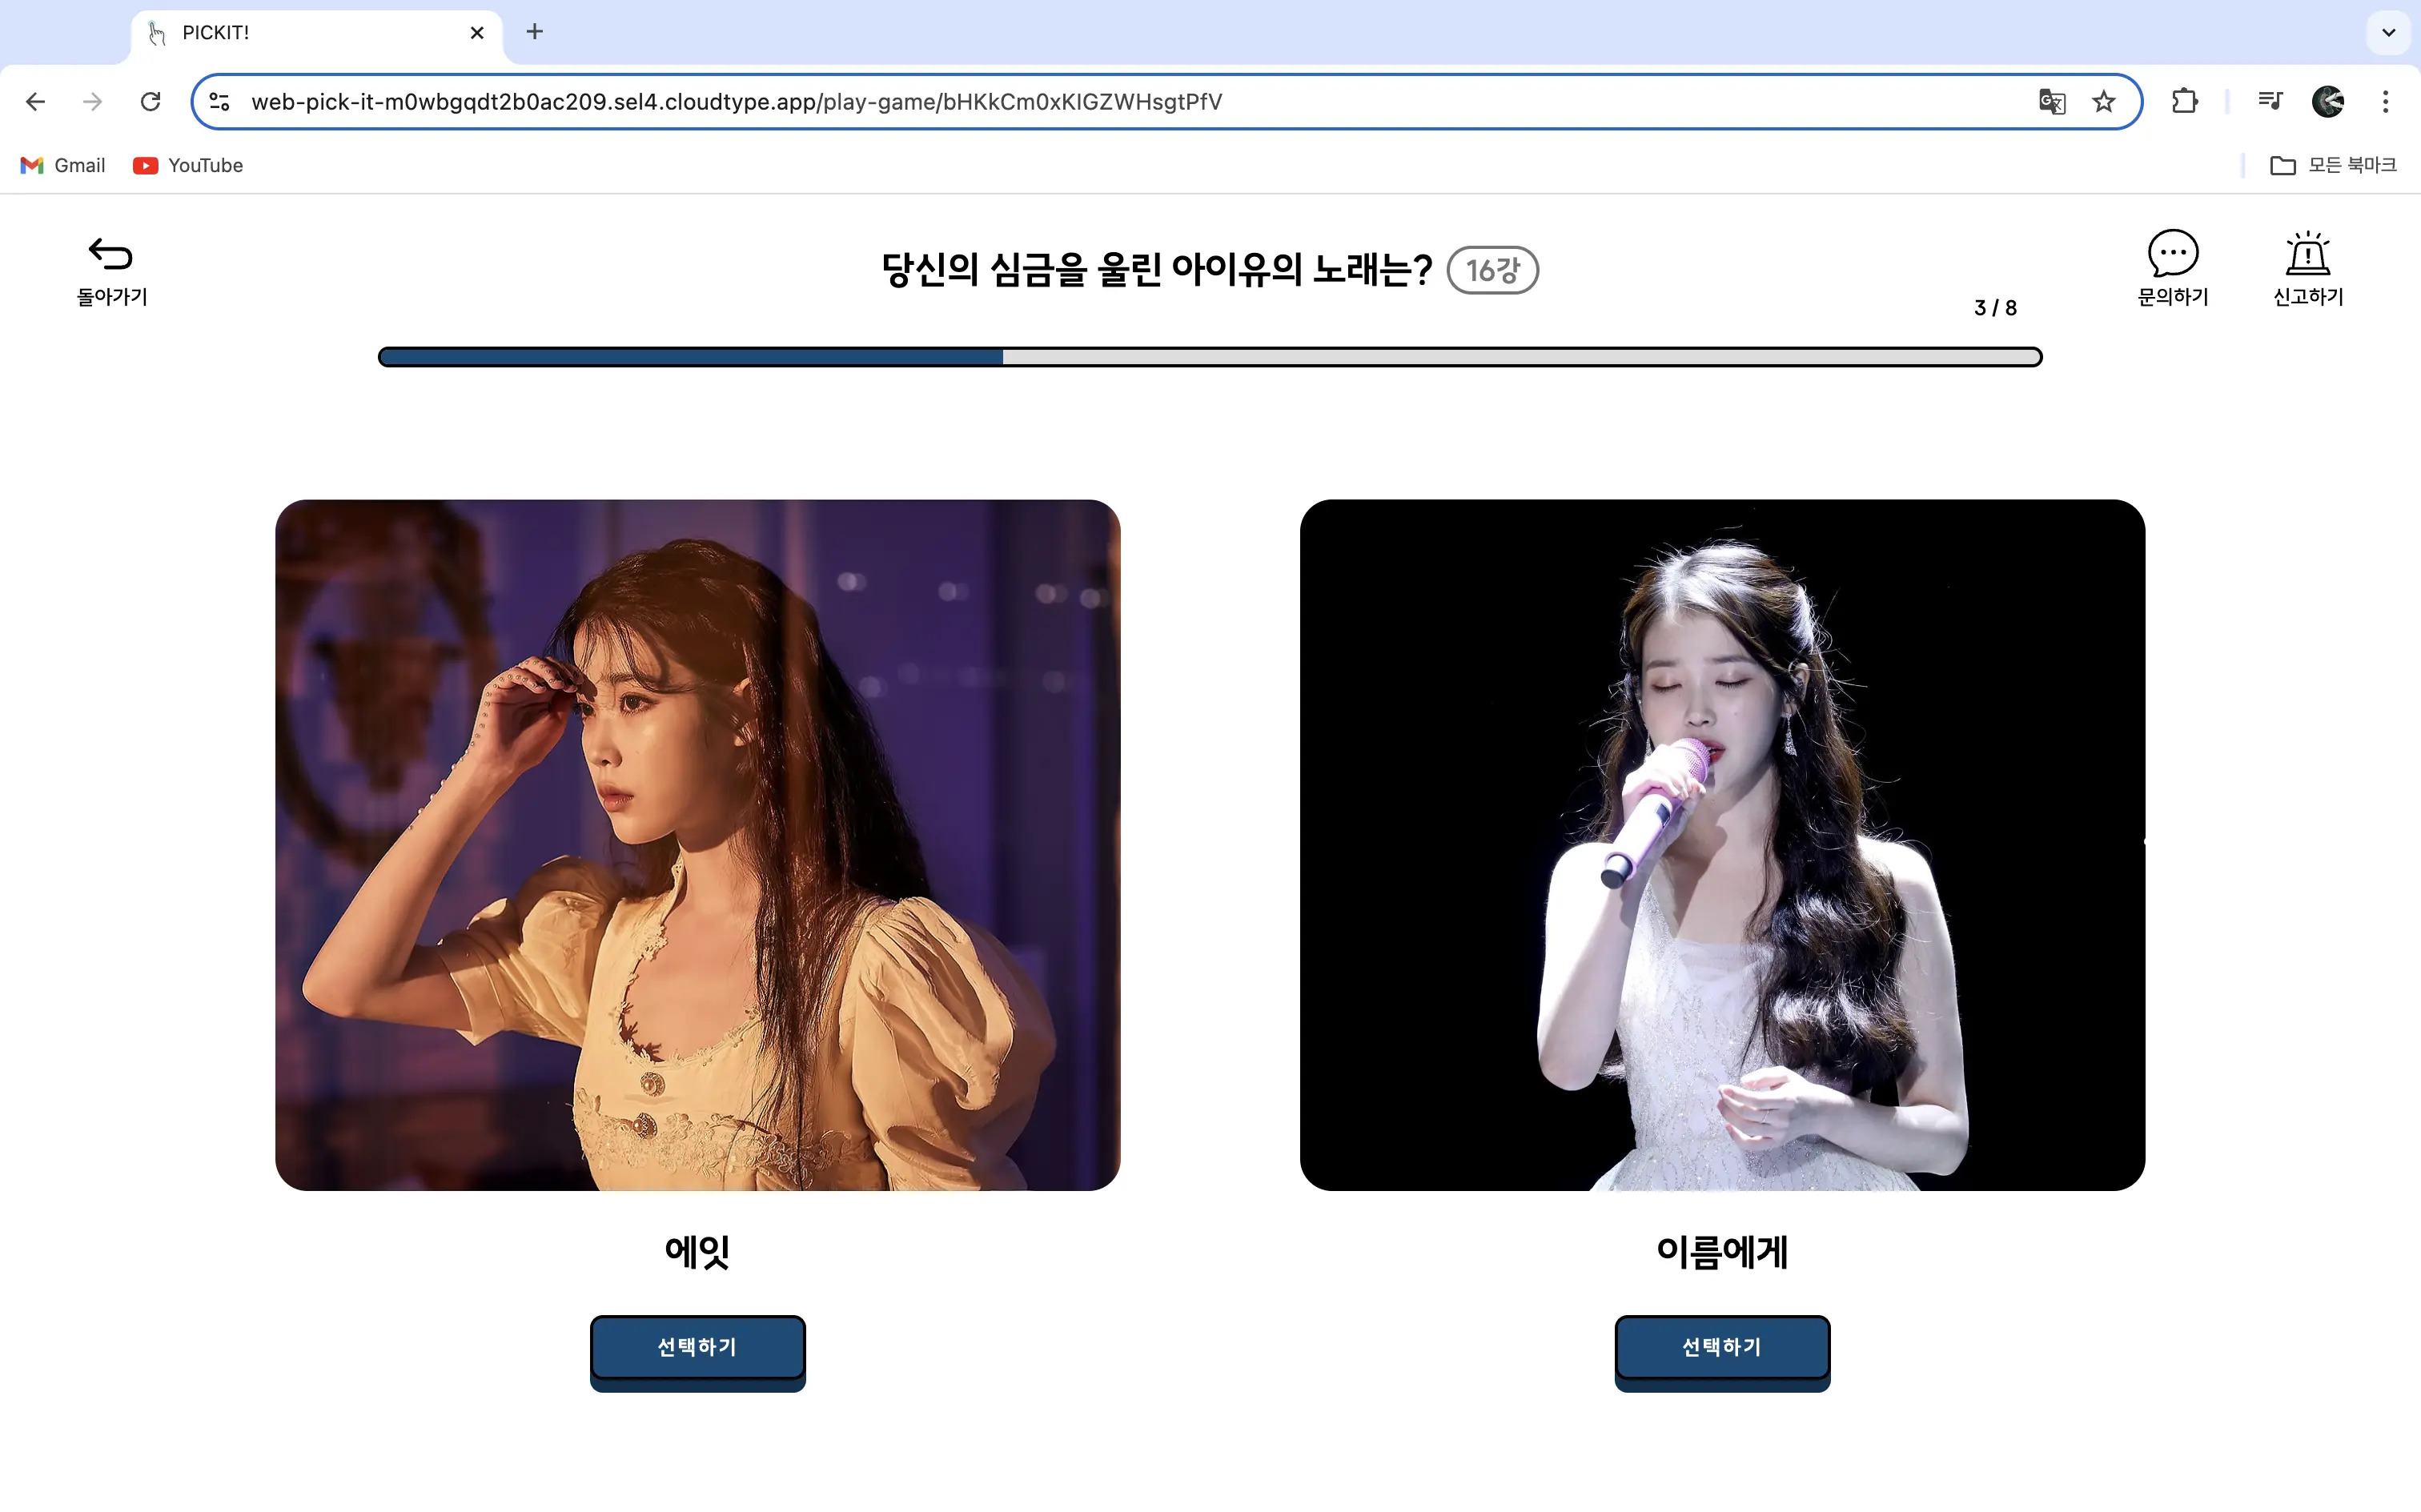 PICKIT!
web-pick-it-m0wbgqdt2b0ac209.sel4.cloudtype.app/play-game/bHKkCm0xKIGZWHsgtPfV
Gmail
YouTube
모든 북마크
돌아가기
당신의 심금을 울린 아이유의 노래는? 16강
문의하기
신고하기
3 / 8
에잇
이름에게
선택하기
선택하기